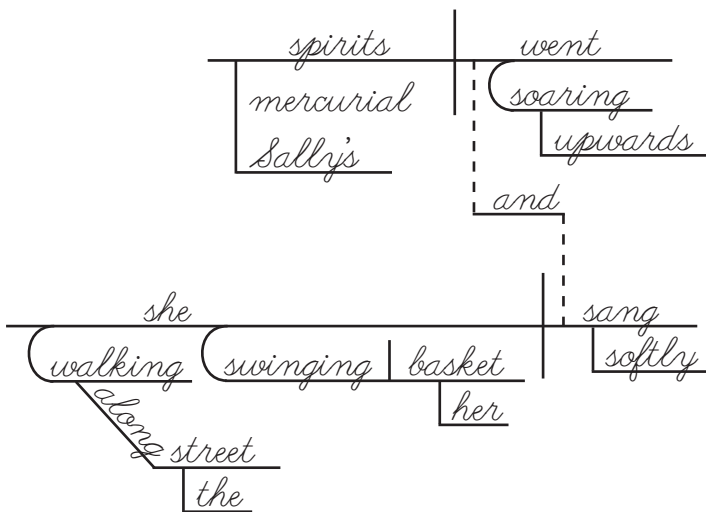 spirits went
mercurial soaring
Sally's upwards
and
she sang
walking swinging basket softly
along her
street
the